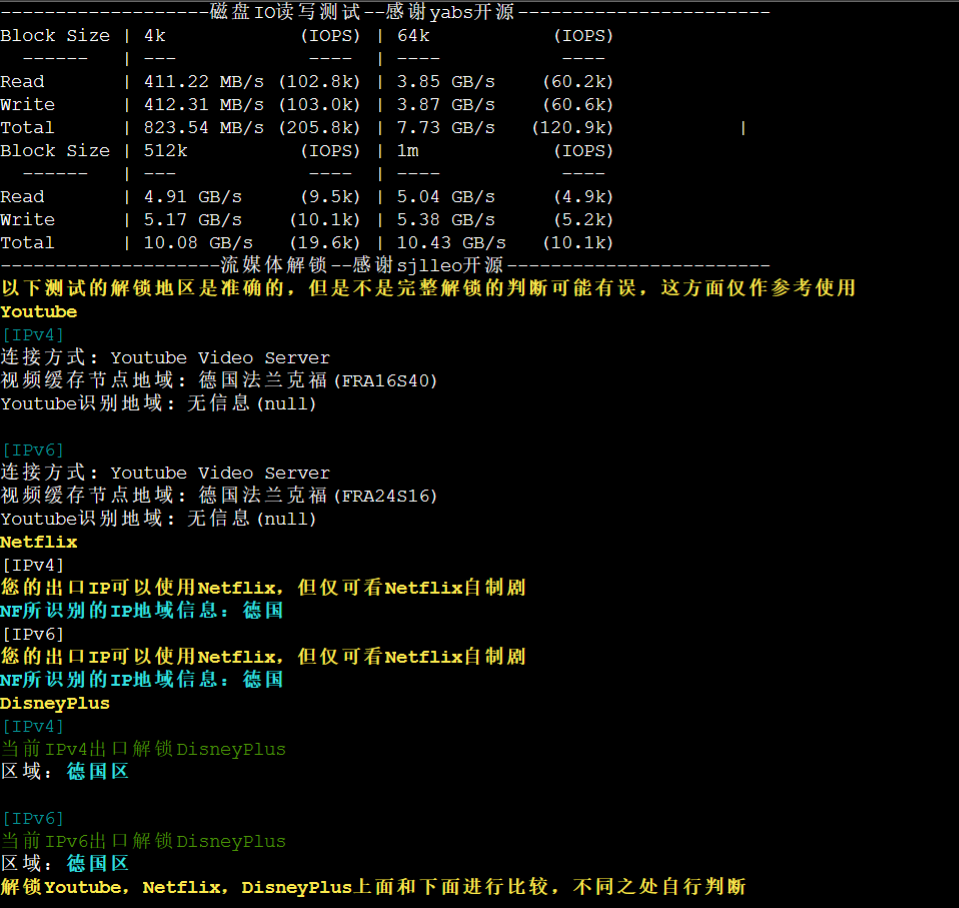 -------------------磁盘IO读写测试--感谢yabs开源-----------------------
Block Size | 4k            (IOPS) | 64k           (IOPS)
  ------   | ---            ----  | ----           ----
Read       | 411.22 MB/s (102.8k) | 3.85 GB/s    (60.2k)
Write      | 412.31 MB/s (103.0k) | 3.87 GB/s    (60.6k)
Total      | 823.54 MB/s (205.8k) | 7.73 GB/s   (120.9k)            |
Block Size | 512k          (IOPS) | 1m            (IOPS)
  ------   | ---            ----  | ----           ----
Read       | 4.91 GB/s     (9.5k) | 5.04 GB/s     (4.9k)
Write      | 5.17 GB/s    (10.1k) | 5.38 GB/s     (5.2k)
Total      | 10.08 GB/s   (19.6k) | 10.43 GB/s   (10.1k)
--------------------流媒体解锁--感谢sjlleo开源------------------------
以下测试的解锁地区是准确的，但是不是完整解锁的判断可能有误，这方面仅作参考使用
Youtube
[IPv4]
连接方式: Youtube Video Server
视频缓存节点地域: 德国法兰克福(FRA16S40)
Youtube识别地域: 无信息(null)
[IPv6]
连接方式: Youtube Video Server
视频缓存节点地域: 德国法兰克福(FRA24S16)
Youtube识别地域: 无信息(null)
Netflix
[IPv4]
您的出口IP可以使用Netflix，但仅可看Netflix自制剧
NF所识别的IP地域信息：德国
[IPv6]
您的出口IP可以使用Netflix，但仅可看Netflix自制剧
NF所识别的IP地域信息：德国
DisneyPlus
[IPv4]
当前IPv4出口解锁DisneyPlus
区域：德国区
[IPv6]
当前IPv6出口解锁DisneyPlus
区域：德国区
解锁Youtube，Netflix，DisneyPlus上面和下面进行比较，不同之处自行判断